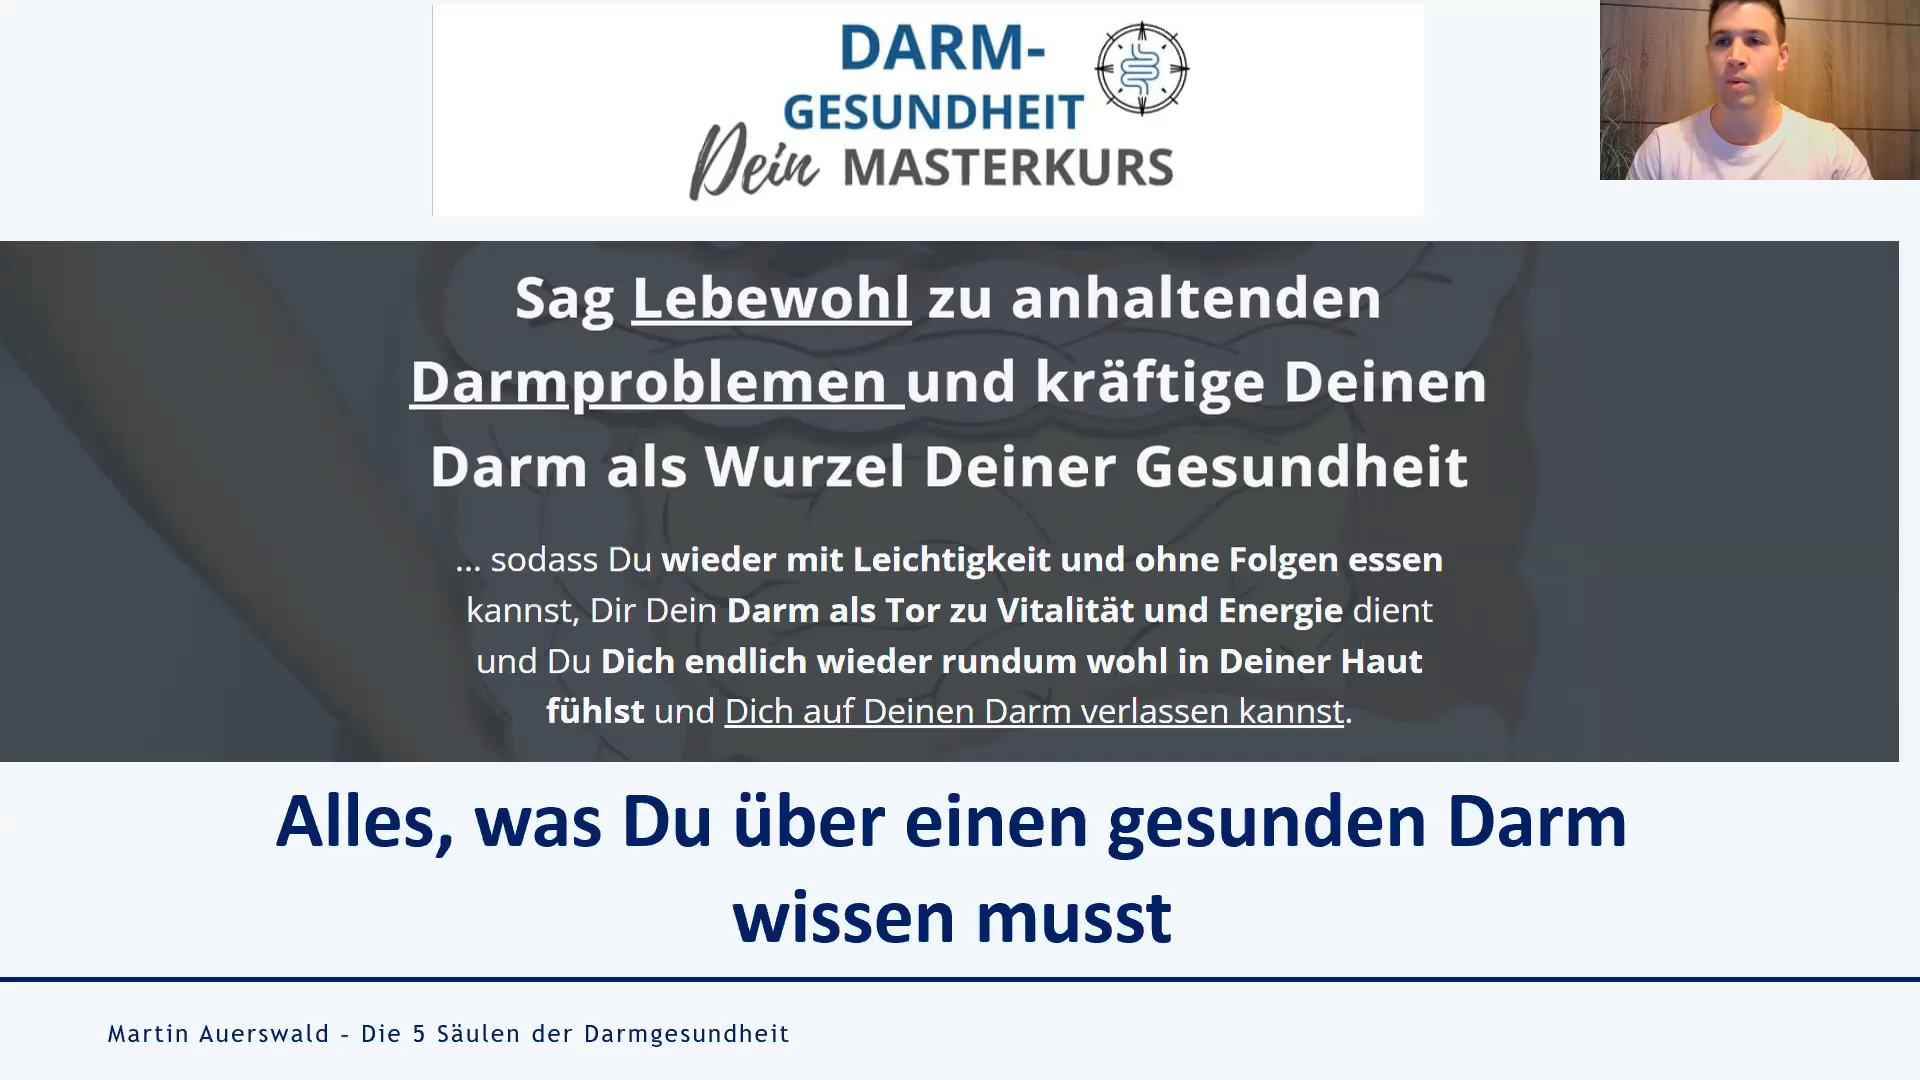 DARM-
GESUNDHEIT
Dein MASTERKURS
Sag Lebewohl zu anhaltenden
Darmproblemen und kräftige Deinen
Darm als Wurzel Deiner Gesundheit
... sodass Du wieder mit Leichtigkeit und ohne Folgen essen
kannst, Dir Dein Darm als Tor zu Vitalität und Energie dient
und Du Dich endlich wieder rundum wohl in Deiner Haut
fühlst und Dich auf Deinen Darm verlassen kannst.
Alles, was Du über einen gesunden Darm
wissen musst
Martin Auerswald – Die 5 Säulen der Darmgesundheit